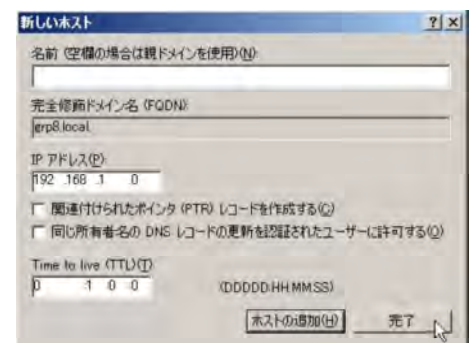 新しいホスト
名前 (空欄の場合は親ドメインを使用)(N):
完全修飾ドメイン名 (FQDN):
grp8.local.
IP アドレス(P):
192 .168 .1 .0
関連付けられたポインタ (PTR) レコードを作成する(C)
同じ所有者名の DNS レコードの更新を認証されたユーザーに許可する(O)
Time to live (TTL)(T):
0 :1 :0 :0 (DDDDD:HH.MM.SS)
ホストの追加(H) 完了